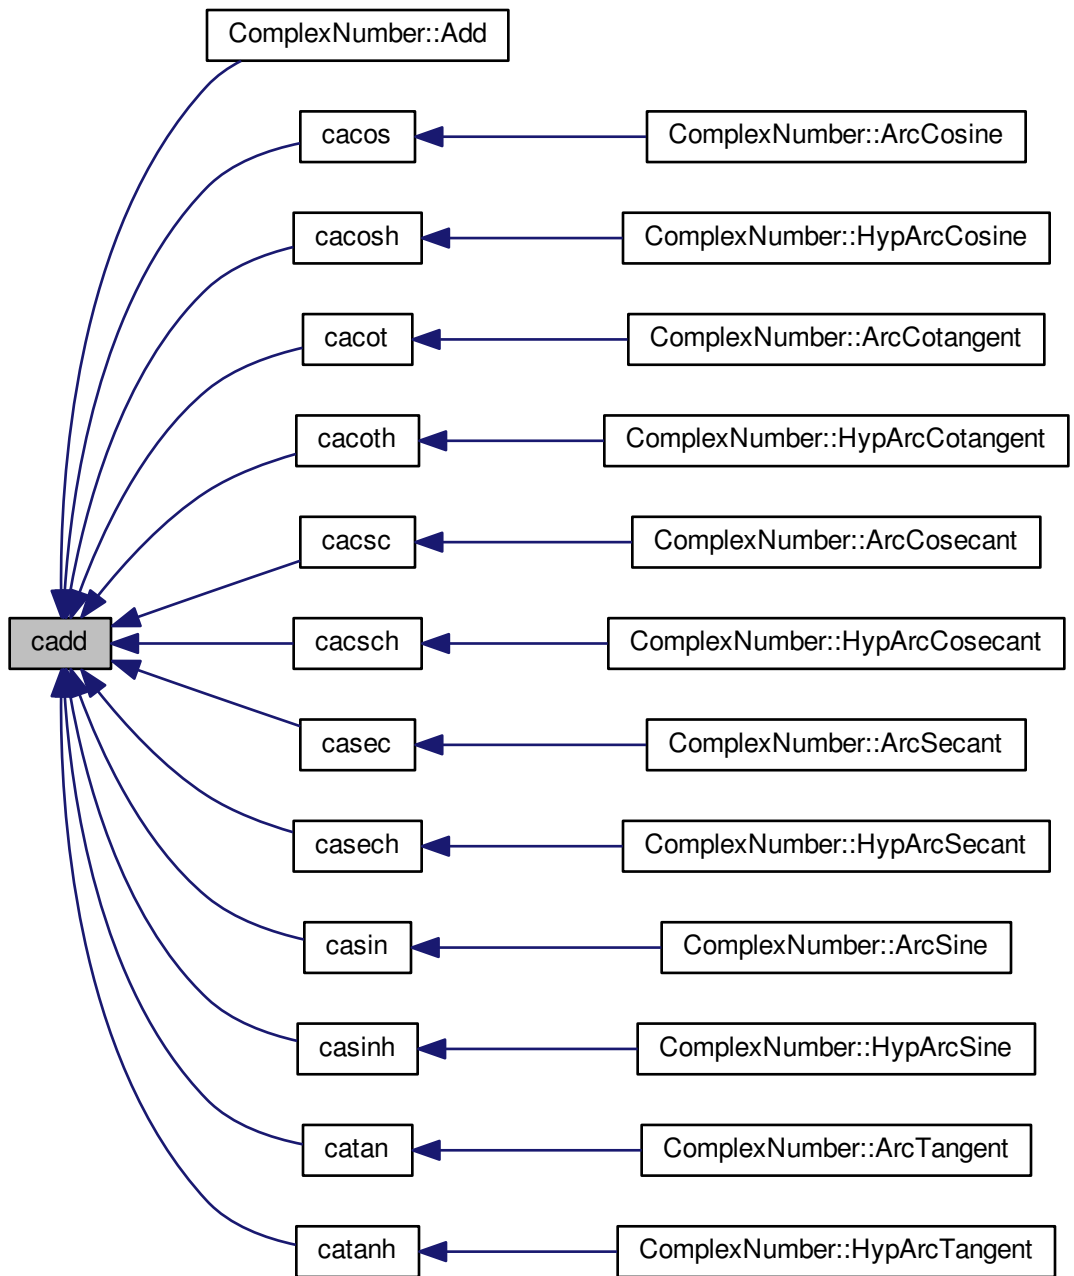 ComplexNumber::Add
cacos
ComplexNumber::ArcCosine
cacosh
ComplexNumber::HypArcCosine
cacot
ComplexNumber::ArcCotangent
cacoth
ComplexNumber::HypArcCotangent
cacsc
ComplexNumber::ArcCosecant
cadd
cacsch
ComplexNumber::HypArcCosecant
casec
ComplexNumber::ArcSecant
casech
ComplexNumber::HypArcSecant
casin
ComplexNumber::ArcSine
casinh
ComplexNumber::HypArcSine
catan
ComplexNumber::ArcTangent
catanh
ComplexNumber::HypArcTangent